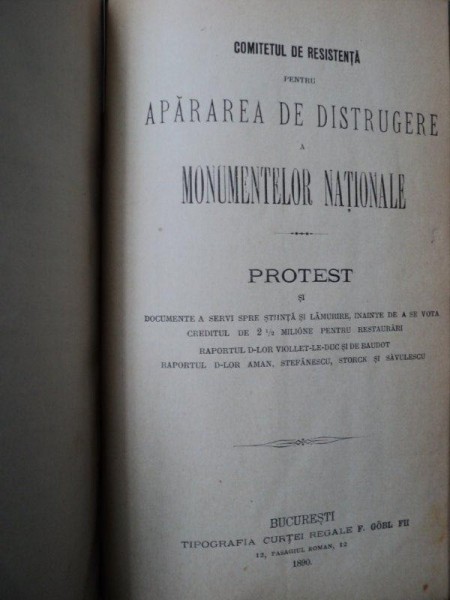 COMITETUL DE RESISTENȚĂ
PENTRU
APĂRAREA DE DISTRUGERE
A
MONUMENTELOR NAȚIONALE
PROTEST
ȘI
DOCUMENTE A SERVI SPRE ȘTIINȚĂ ȘI LĂMURIRE, INAINTE DE A SE VOTA
CREDITUL DE 2 1/2 MILIÓNE PENTRU RESTAURĂRI
RAPORTUL D-LOR VIOLLET-LE-DUC ȘI DE BAUDOT
RAPORTUL D-LOR AMAN, STEFĂNESCU, STORCK ȘI SĂVULESCU
BUCUREȘTI
TIPOGRAFIA CURȚEI REGALE F. GÖBL FII
12, PASAGIUL ROMAN, 12
1890.